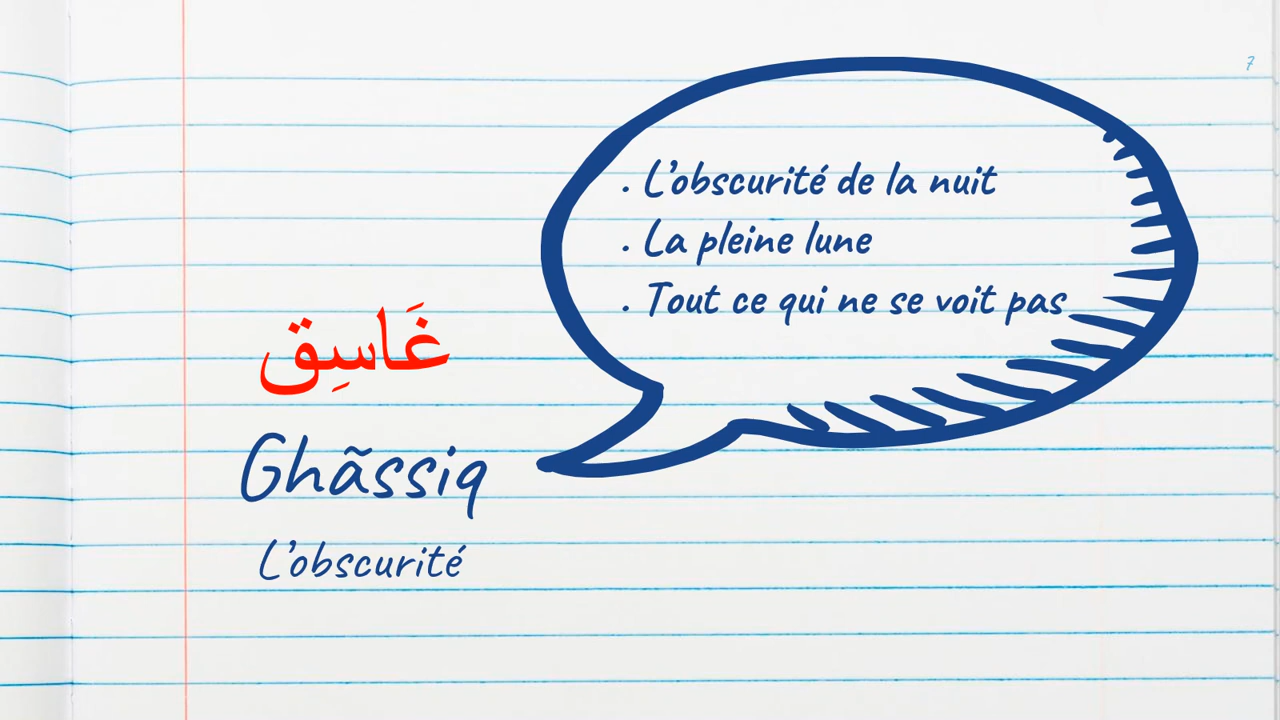 7
. L'obscurité de la nuit
. La pleine lune
. Tout ce qui ne se voit pas
غَاسِق
Ghãssiq
L'obscurité